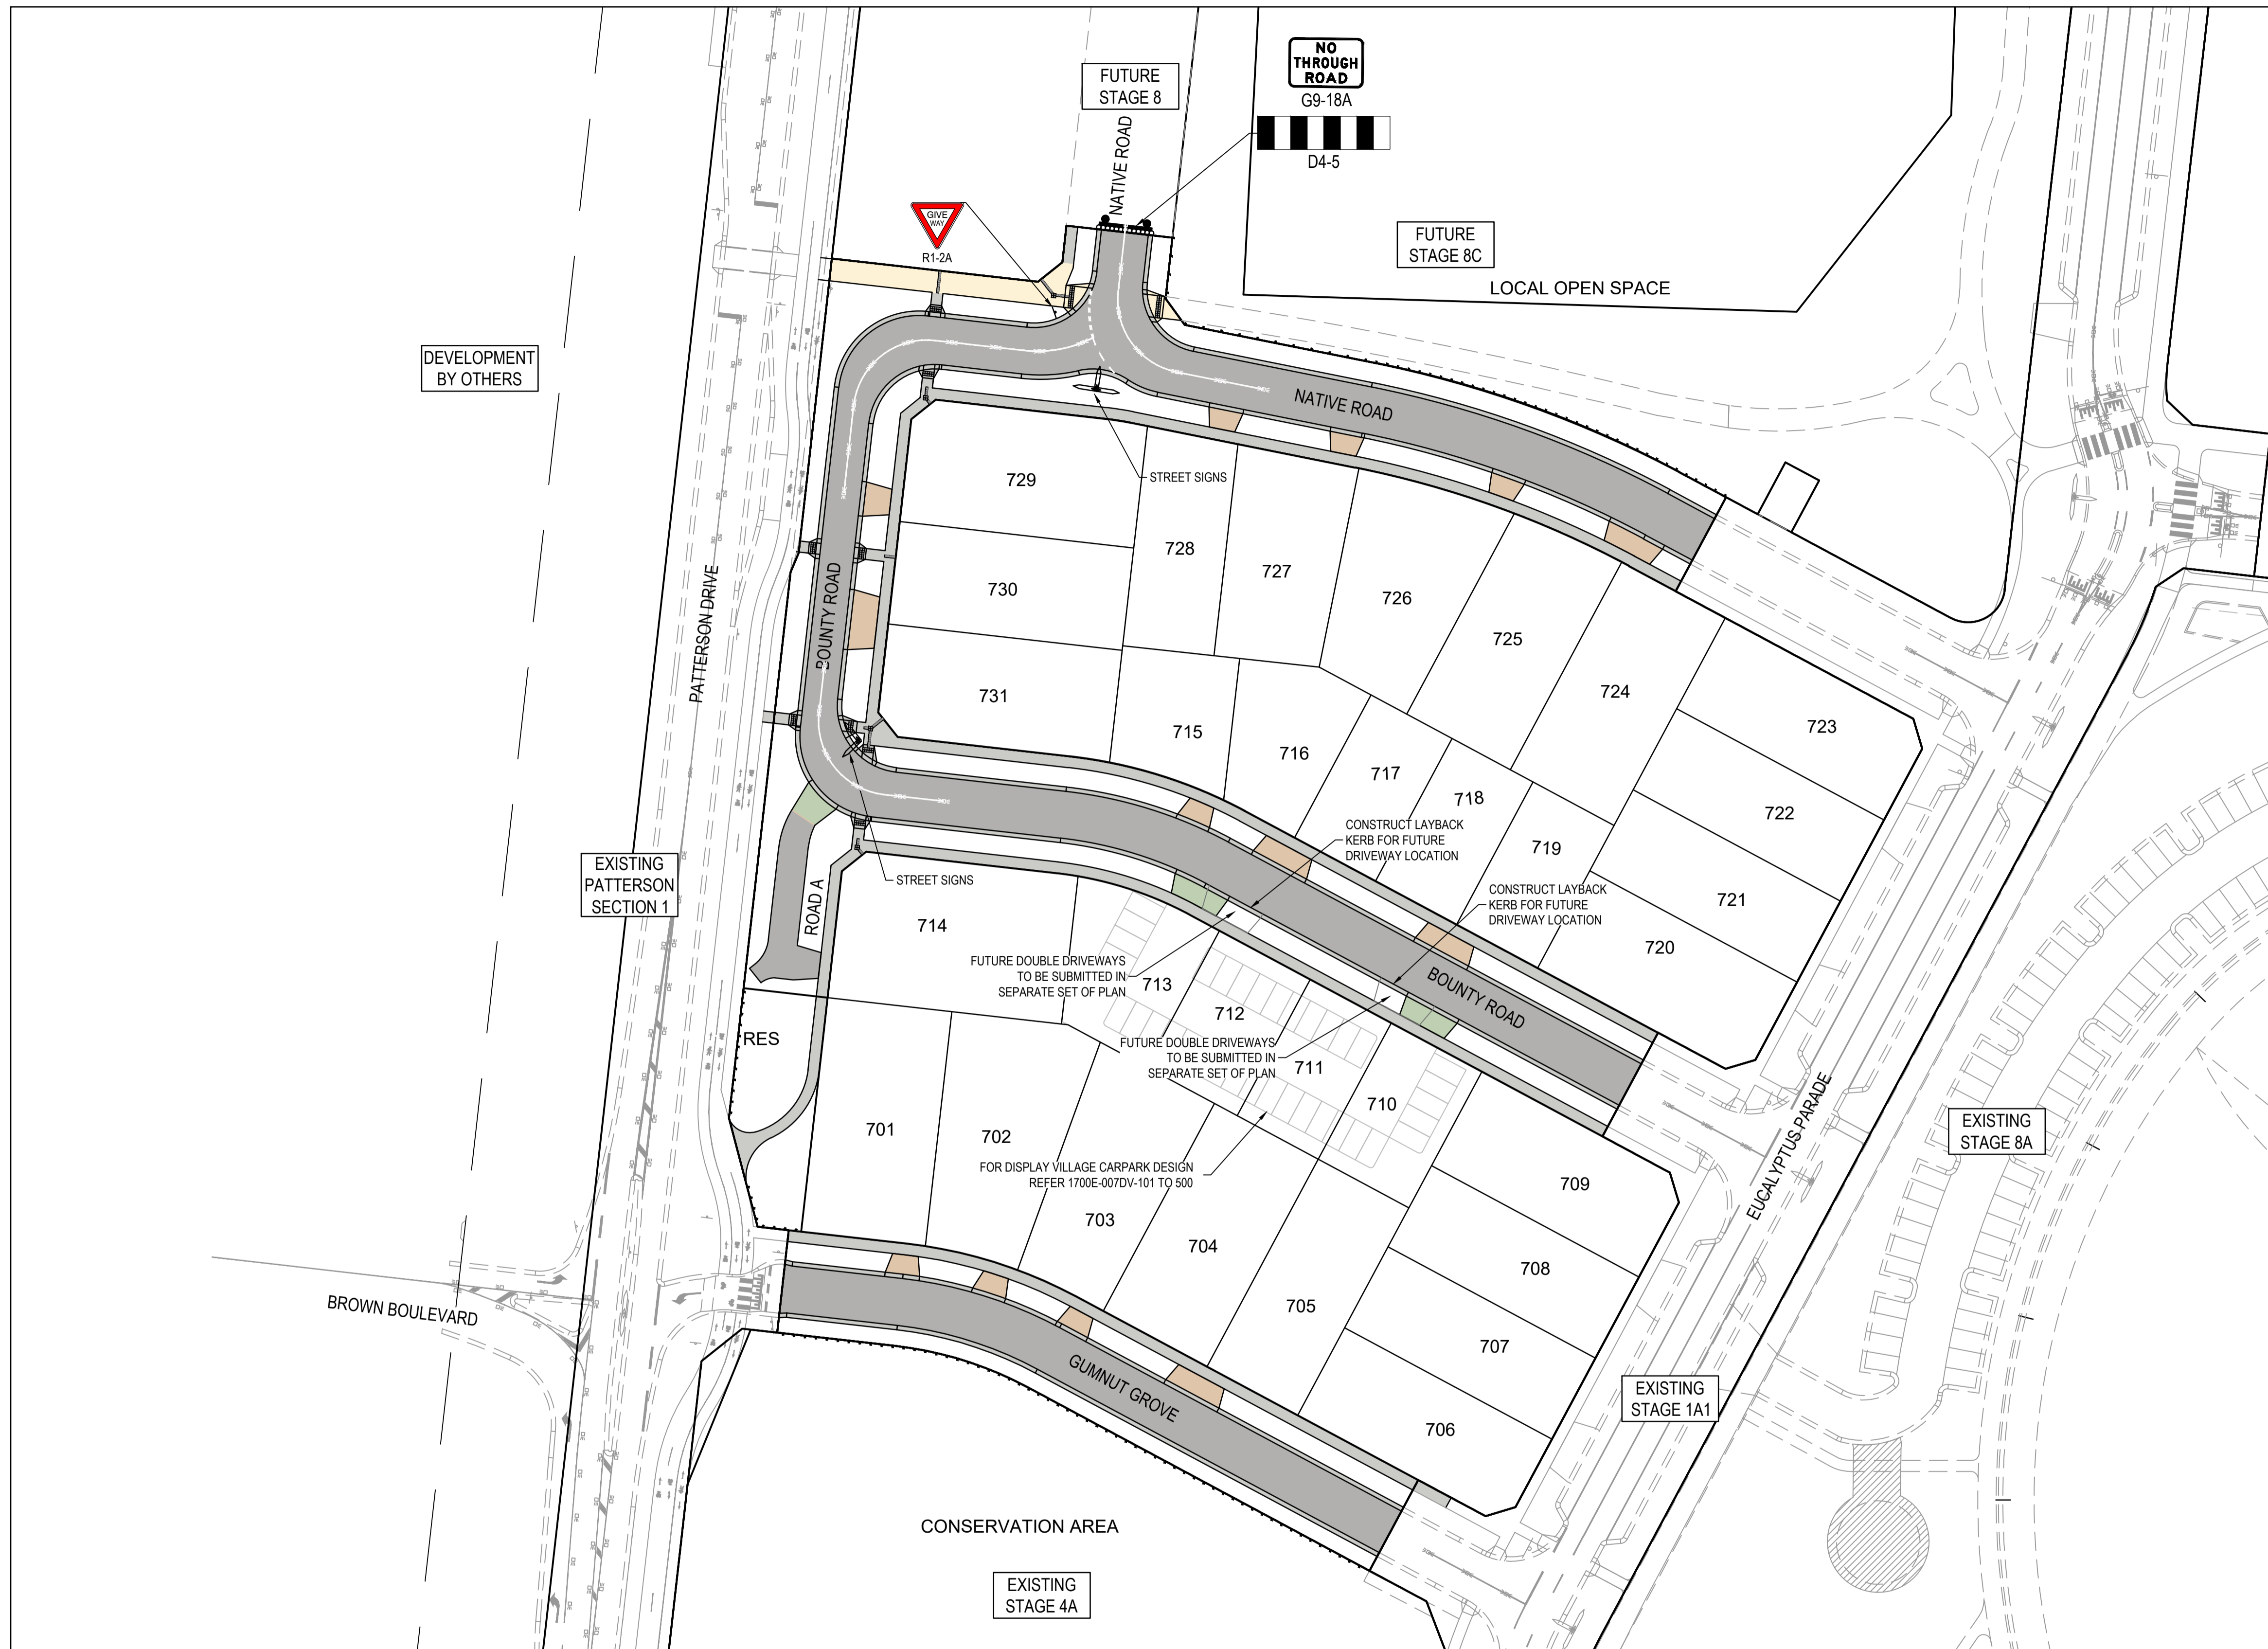 NO
THROUGH
ROAD
G9-18A
D4-5
FUTURE
STAGE 8
NATIVE ROAD
GIVE
WAY
R1-2A
FUTURE
STAGE 8C
LOCAL OPEN SPACE
DEVELOPMENT
BY OTHERS
NATIVE ROAD
STREET SIGNS
729
728
727
726
725
724
723
722
721
720
719
718
717
716
715
730
731
PATTERSON DRIVE
BOUNTY ROAD
CONSTRUCT LAYBACK
KERB FOR FUTURE
DRIVEWAY LOCATION
CONSTRUCT LAYBACK
KERB FOR FUTURE
DRIVEWAY LOCATION
EXISTING
PATTERSON
SECTION 1
STREET SIGNS
ROAD A
714
FUTURE DOUBLE DRIVEWAYS
TO BE SUBMITTED IN
SEPARATE SET OF PLAN
713
712
BOUNTY ROAD
RES
FUTURE DOUBLE DRIVEWAYS
TO BE SUBMITTED IN
SEPARATE SET OF PLAN
711
710
701
702
FOR DISPLAY VILLAGE CARPARK DESIGN
REFER 1700E-007DV-101 TO 500
703
704
705
709
708
707
706
EUCALYPTUS PARADE
EXISTING
STAGE 8A
BROWN BOULEVARD
GUMNUT GROVE
EXISTING
STAGE 1A1
CONSERVATION AREA
EXISTING
STAGE 4A